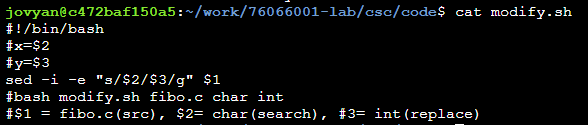 jovyan@c472baf150a5:~/work/76066001-lab/csc/code$ cat modify.sh
#!/bin/bash
#x=$2
#y=$3
sed -i -e "s/$2/$3/g" $1
#bash modify.sh fibo.c char int
#$1 = fibo.c(src), $2= char(search), #3= int(replace)